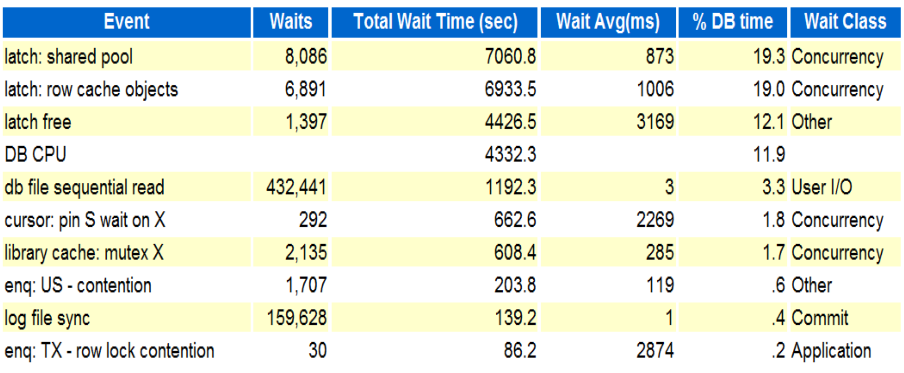 Event Waits Total Wait Time (sec) Wait Avg(ms) % DB time Wait Class
latch: shared pool 8,086 7060.8 873 19.3 Concurrency
latch: row cache objects 6,891 6933.5 1006 19.0 Concurrency
latch free 1,397 4426.5 3169 12.1 Other
DB CPU 4332.3 11.9
db file sequential read 432,441 1192.3 3 3.3 User I/O
cursor: pin S wait on X 292 662.6 2269 1.8 Concurrency
library cache: mutex X 2,135 608.4 285 1.7 Concurrency
enq: US - contention 1,707 203.8 119 .6 Other
log file sync 159,628 139.2 1 .4 Commit
enq: TX - row lock contention 30 86.2 2874 .2 Application